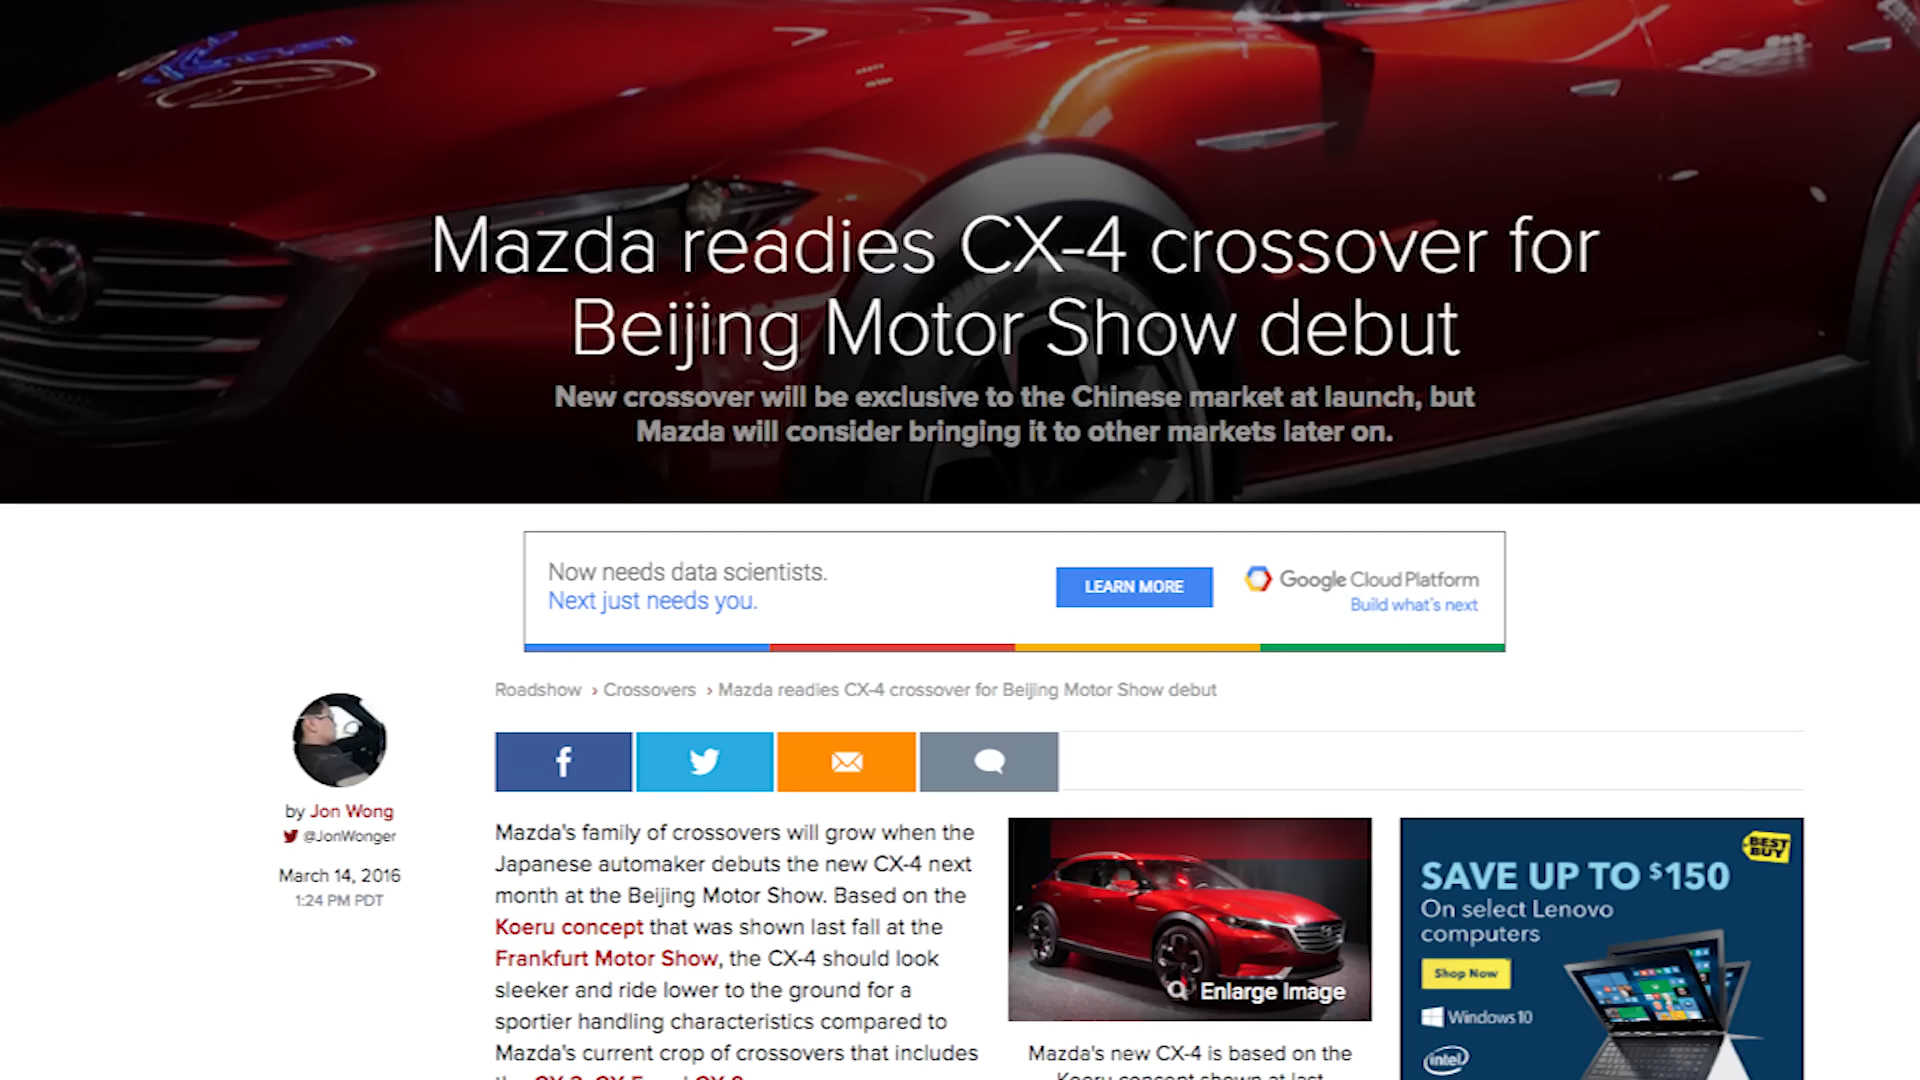 Mazda readies CX-4 crossover for
Beijing Motor Show debut
New crossover will be exclusive to the Chinese market at launch, but
Mazda will consider bringing it to other markets later on.
Now needs data scientists.
Next just needs you.
LEARN MORE
Google Cloud Platform
Build what's next
Roadshow › Crossovers › Mazda readies CX-4 crossover for Beijing Motor Show debut
by Jon Wong
@JonWonger
March 14, 2016
1:24 PM PDT
Mazda's family of crossovers will grow when the
Japanese automaker debuts the new CX-4 next
month at the Beijing Motor Show. Based on the
Koeru concept that was shown last fall at the
Frankfurt Motor Show, the CX-4 should look
sleeker and ride lower to the ground for a
sportier handling characteristics compared to
Mazda's current crop of crossovers that includes
Enlarge Image
Mazda's new CX-4 is based on the
Koeru concept shown at last
BEST BUY
SAVE UP TO $150
On select Lenovo
computers
Shop Now
Windows 10
intel